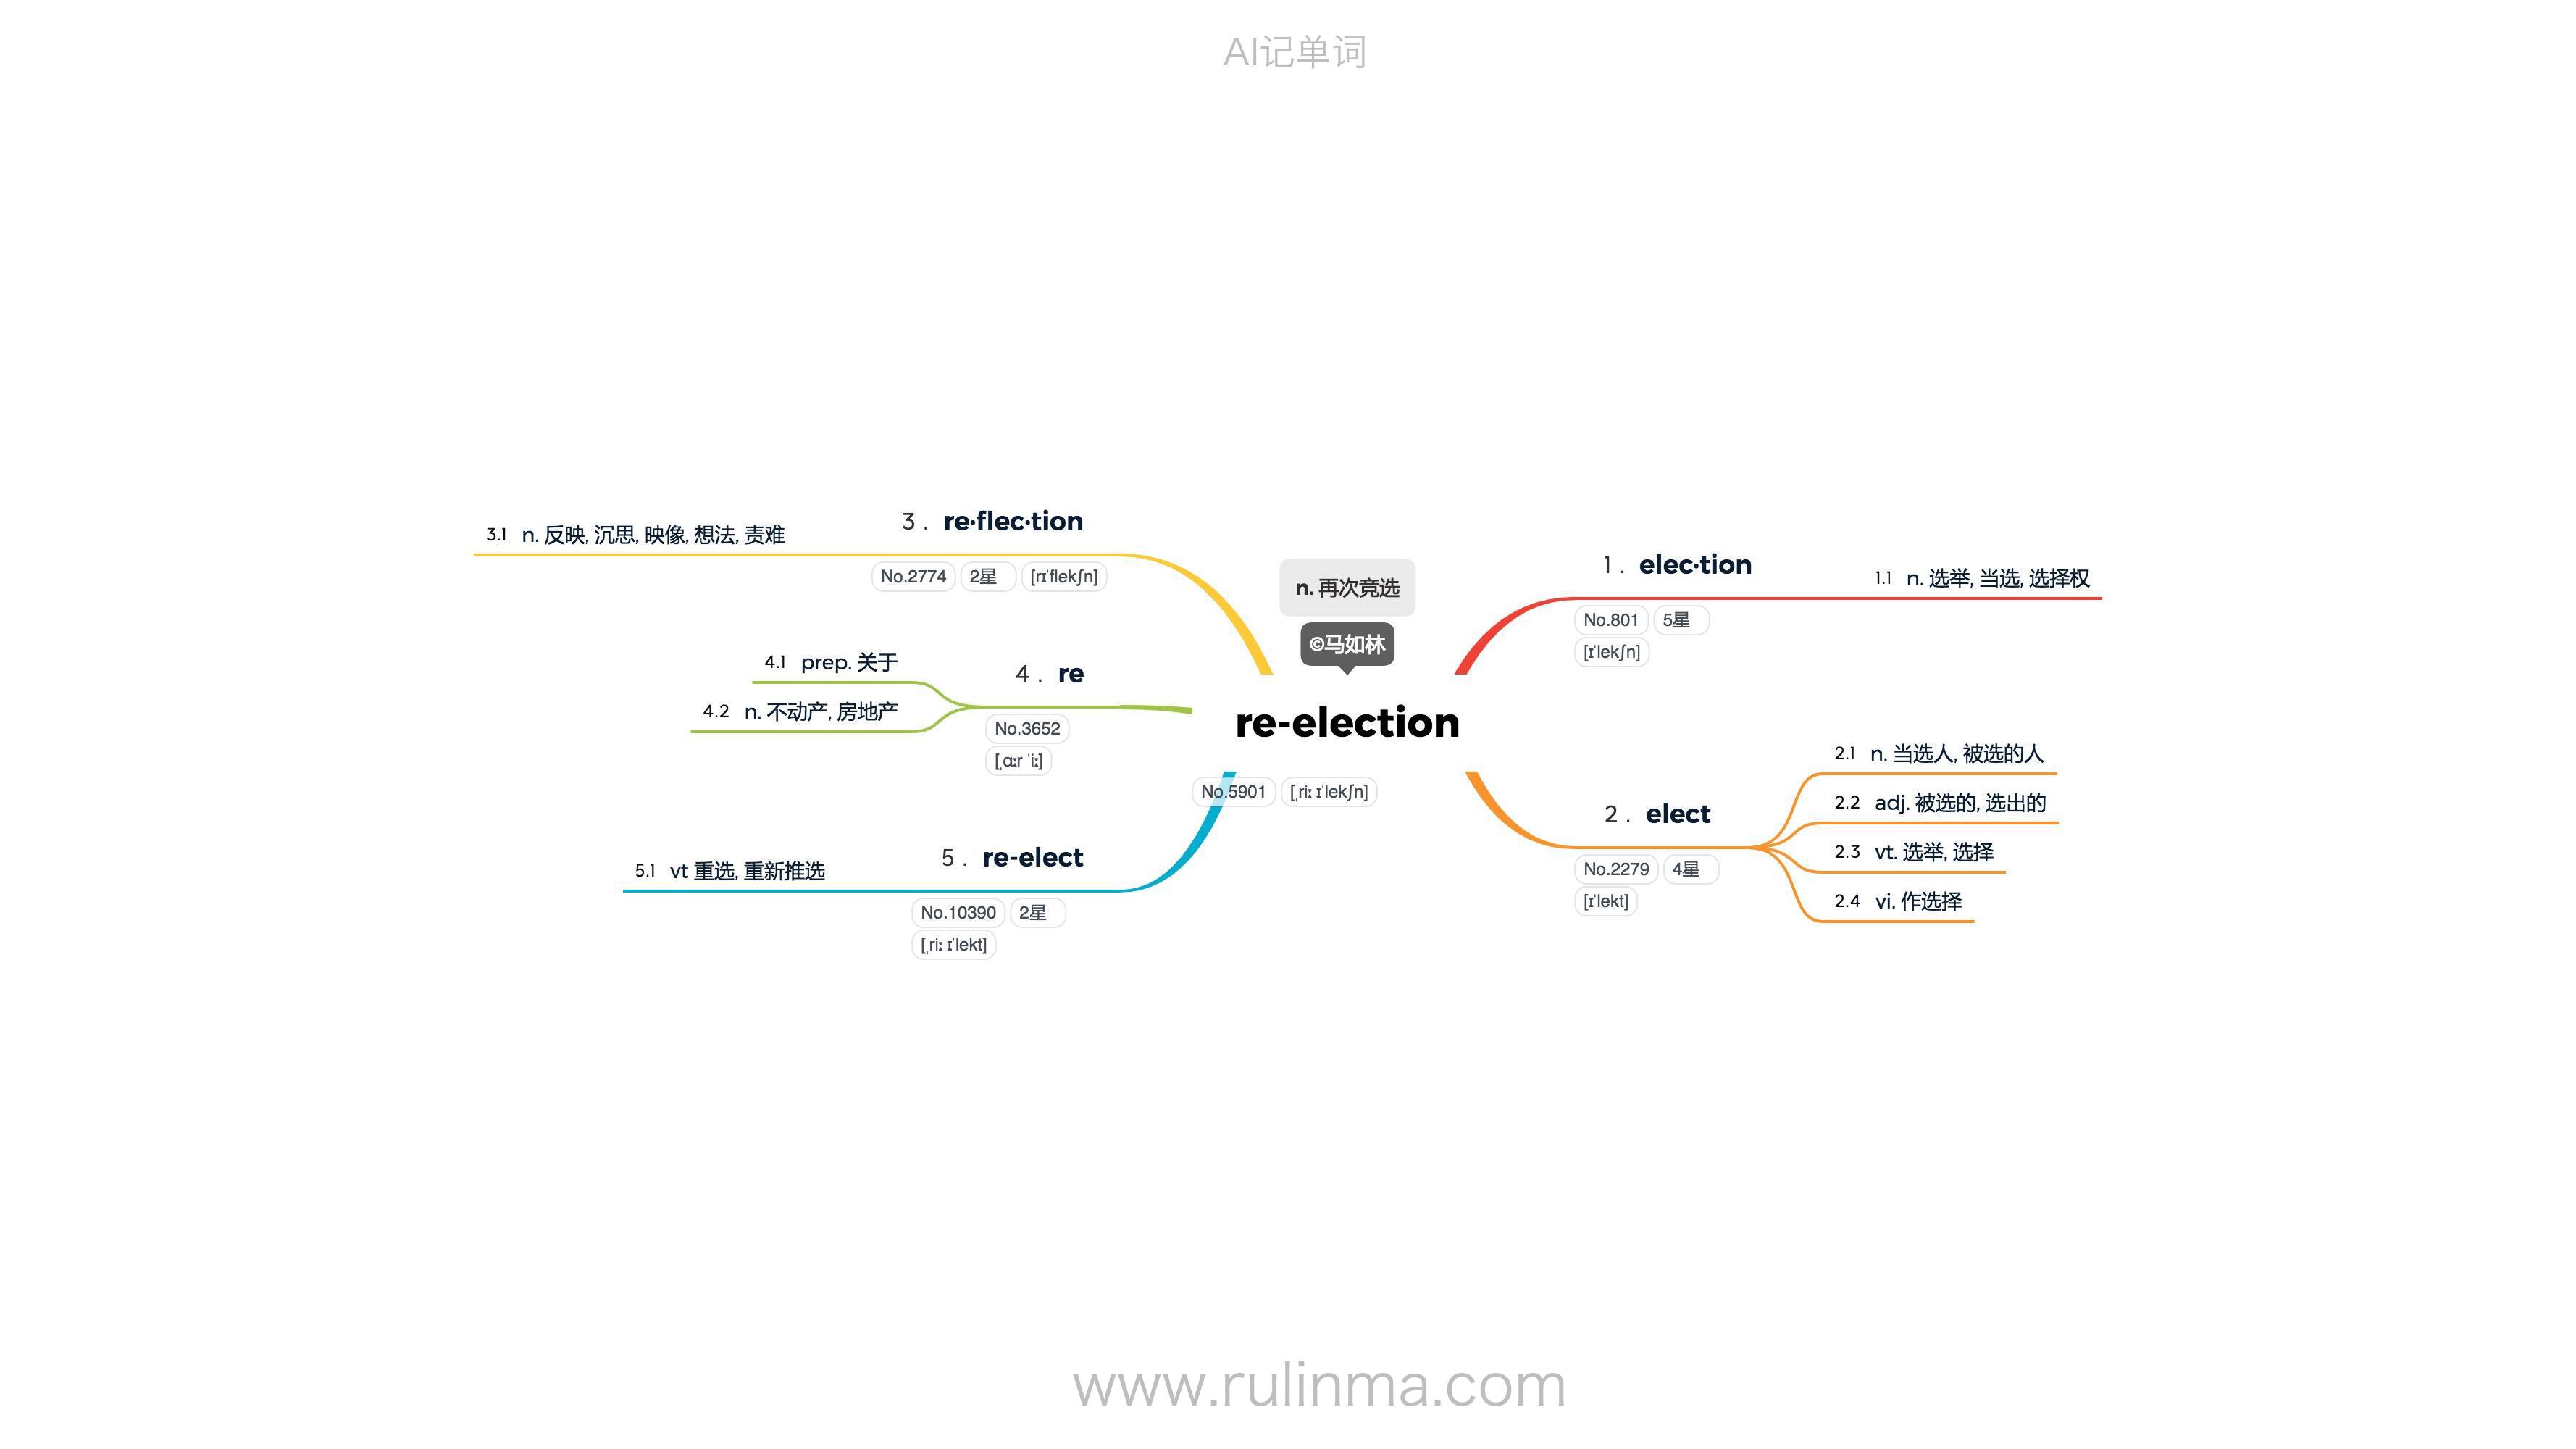 AI记单词
n. 再次竞选
©马如林
re-election
No.5901 [ˌriː ɪˈlekʃn]
1 . elec·tion
No.801 5星
[ɪˈlekʃn]
1.1 n. 选举, 当选, 选择权
2 . elect
No.2279 4星
[ɪˈlekt]
2.1 n. 当选人, 被选的人
2.2 adj. 被选的, 选出的
2.3 vt. 选举, 选择
2.4 vi. 作选择
3 . re·flec·tion
No.2774 2星 [rɪˈflekʃn]
3.1 n. 反映, 沉思, 映像, 想法, 责难
4 . re
No.3652
[ˌɑːr ˈiː]
4.1 prep. 关于
4.2 n. 不动产, 房地产
5 . re-elect
No.10390 2星
[ˌriː ɪˈlekt]
5.1 vt 重选, 重新推选
www.rulinma.com